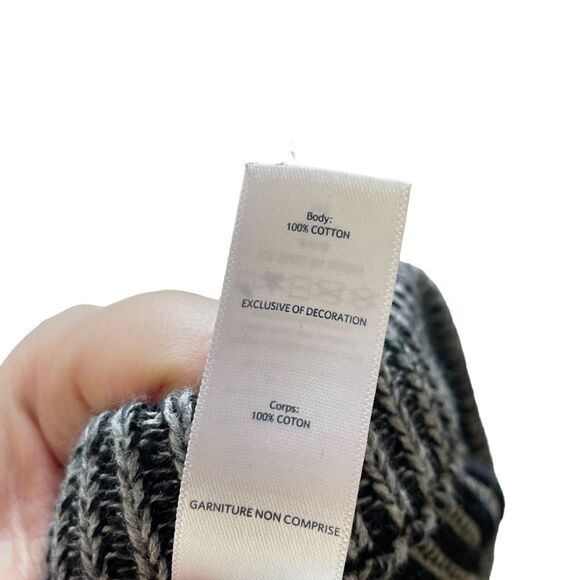 Body:
100% COTTON
EXCLUSIVE OF DECORATION
Corps:
100% COTON
GARNITURE NON COMPRISE